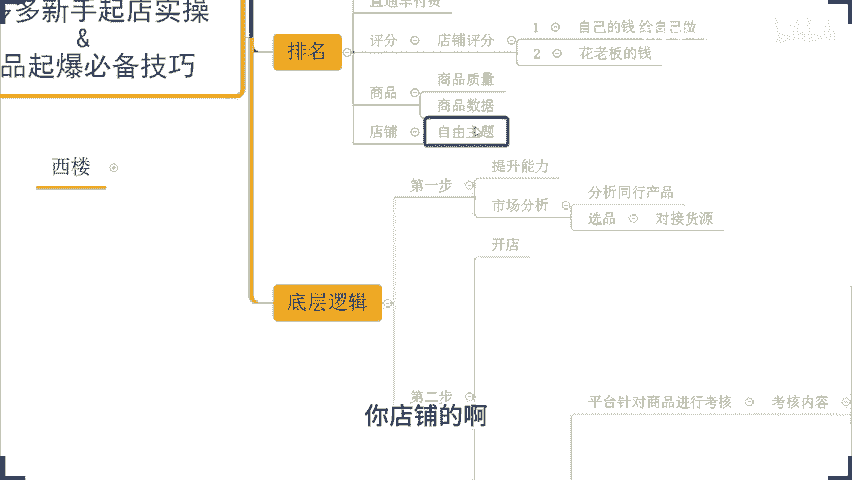 多新手起店实操
&
品起爆必备技巧
西楼
排名
直通车付费
评分
店铺评分
1
自己的钱 给自己做
2
花老板的钱
商品
商品质量
商品数据
店铺
自由主题
底层逻辑
第一步
提升能力
市场分析
分析同行产品
选品
对接货源
开店
第二步
平台针对商品进行考核
考核内容
你店铺的啊